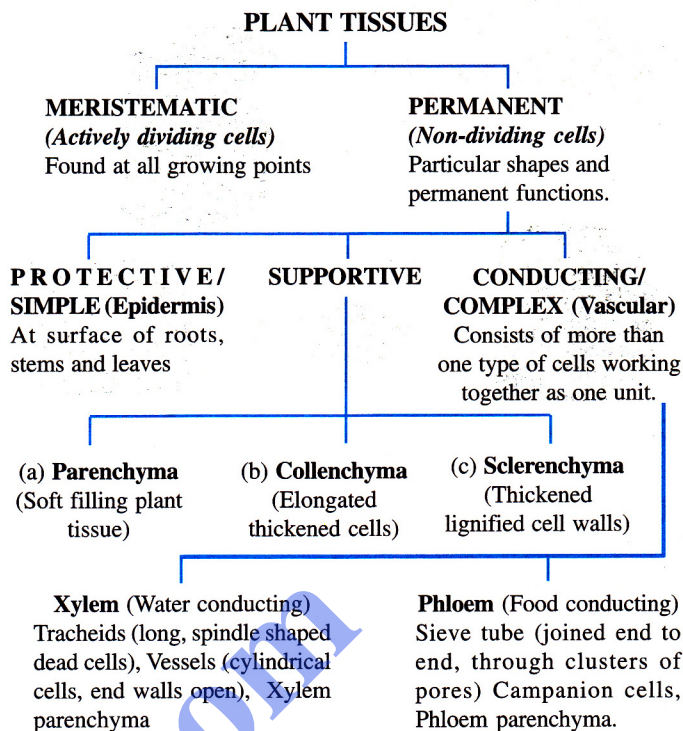 PLANT TISSUES
MERISTEMATIC
(Actively dividing cells)
Found at all growing points
PERMANENT
(Non-dividing cells)
Particular shapes and
permanent functions.
PROTECTIVE/
SIMPLE (Epidermis)
At surface of roots,
stems and leaves
SUPPORTIVE
CONDUCTING/
COMPLEX (Vascular)
Consists of more than
one type of cells working
together as one unit.
(a) Parenchyma
(Soft filling plant
tissue)
(b) Collenchyma
(Elongated
thickened cells)
(c) Sclerenchyma
(Thickened
lignified cell walls)
Xylem (Water conducting)
Tracheids (long, spindle shaped
dead cells), Vessels (cylindrical
cells, end walls open), Xylem
parenchyma
Phloem (Food conducting)
Sieve tube (joined end to
end, through clusters of
pores) Campanion cells,
Phloem parenchyma.
om